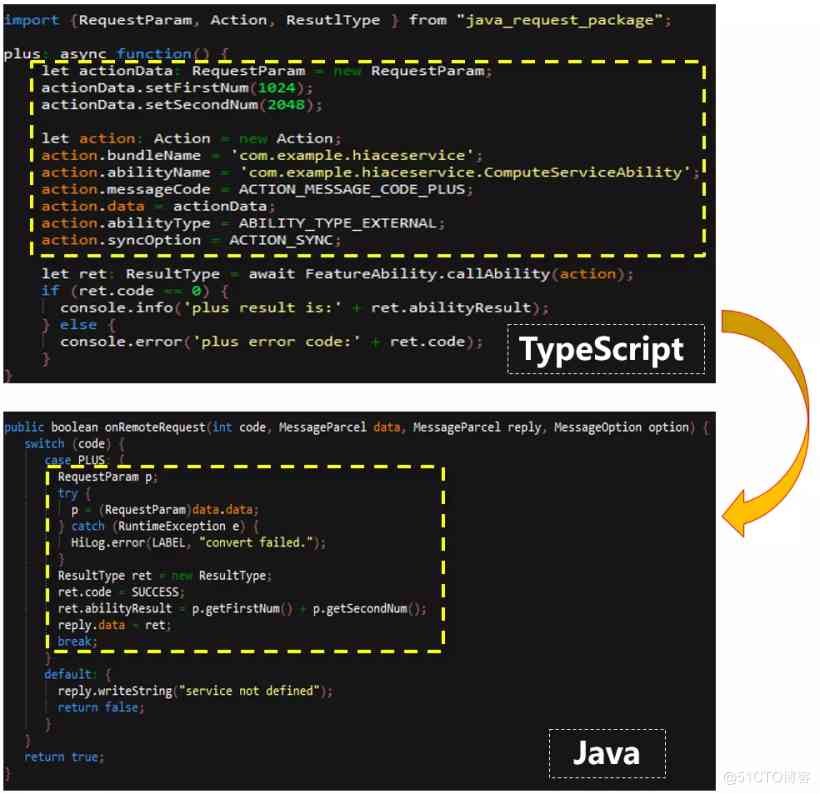 import {RequestParam, Action, ResutlType } from "java_request_package";
plus: async function() {
let actionData: RequestParam = new RequestParam;
actionData.setFirstNum(1024);
actionData.setSecondNum(2048);
let action: Action = new Action;
action.bundleName = 'com.example.hiaceservice';
action.abilityName = 'com.example.hiaceservice.ComputeServiceAbility';
action.messageCode = ACTION_MESSAGE_CODE_PLUS;
action.data = actionData;
action.abilityType = ABILITY_TYPE_EXTERNAL;
action.syncOption = ACTION_SYNC;
let ret: ResultType = await FeatureAbility.callAbility(action);
if (ret.code == 0) {
console.info('plus result is:' + ret.abilityResult);
} else {
console.error('plus error code:' + ret.code);
}
}
TypeScript
public boolean onRemoteRequest(int code, MessageParcel data, MessageParcel reply, MessageOption option) {
switch (code) {
case PLUS: {
RequestParam p;
try {
p = (RequestParam)data.data;
} catch (RuntimeException e) {
HiLog.error(LABEL, "convert failed.");
}
ResultType ret = new ResultType;
ret.code = SUCCESS;
ret.abilityResult = p.getFirstNum() + p.getSecondNum();
reply.data = ret;
break;
}
default: {
reply.writeString("service not defined");
return false;
}
}
return true;
}
Java
@51CTO博客